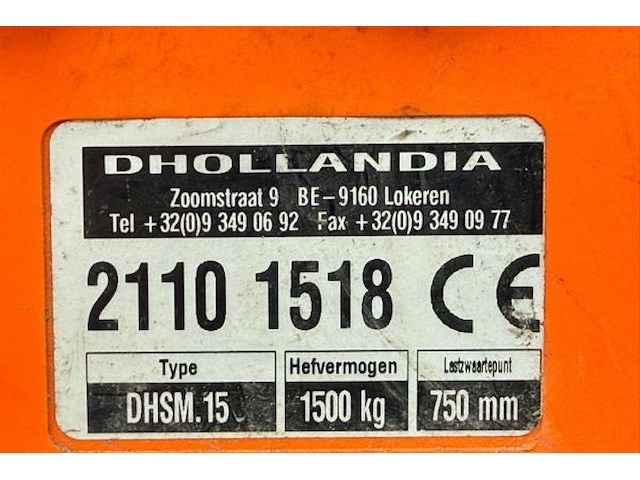 DHOLLANDIA
Zoomstraat 9 BE-9160 Lokeren
Tel +32(0)9 349 06 92 Fax +32(0)9 349 09 77
2110 1518 CE
Type Hefvermogen Lastzwaartepunt
DHSM.15 1500 kg 750 mm